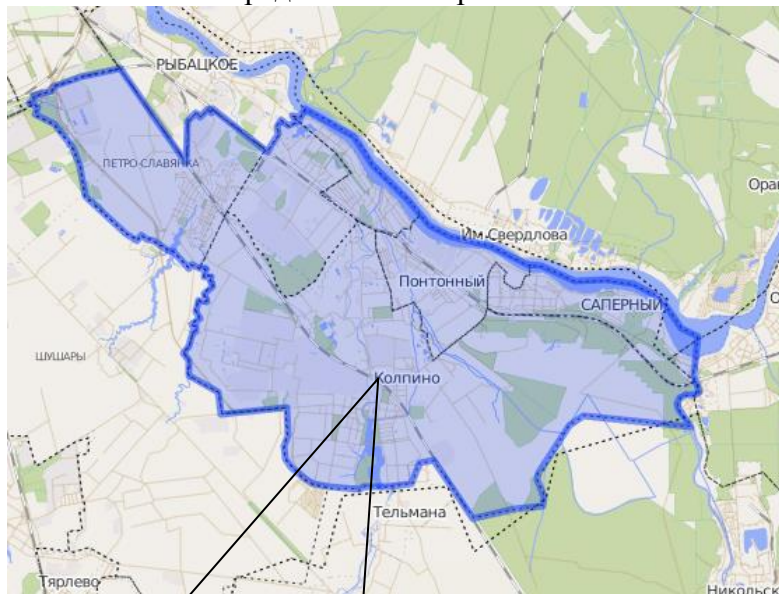 РЫБАЦКОЕ
ПЕТРО-СЛАВЯНКА
Ора
Им Свердлова
Понтонный
САПЕРНЫЙ
О
ШУШАРЫ
Колпино
Тельмана
Тярлево
Никольск